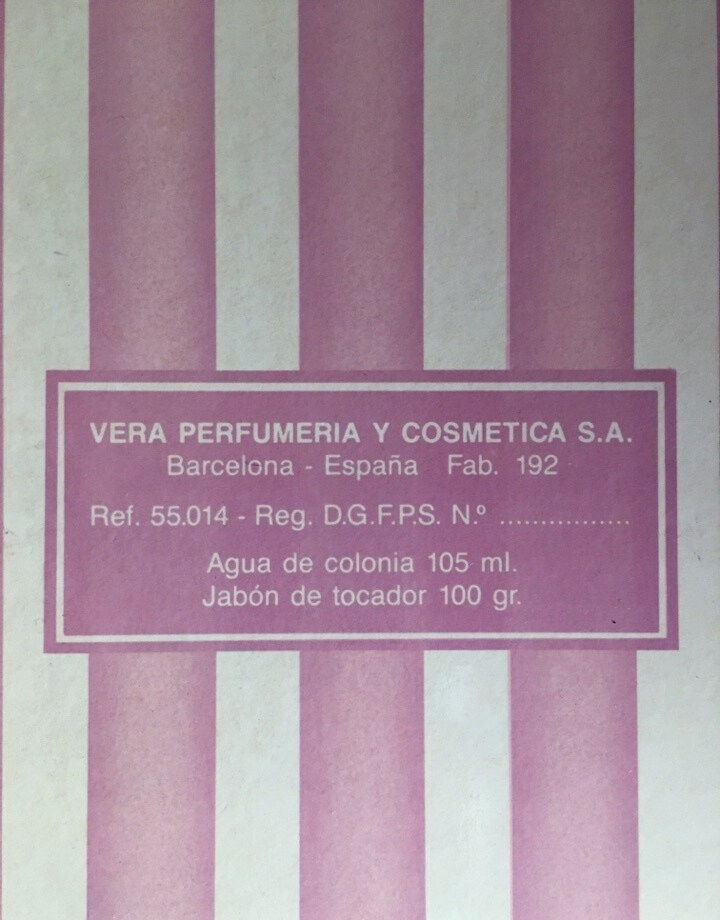 VERA PERFUMERIA Y COSMETICA S.A.
Barcelona - España Fab. 192
Ref. 55.014 - Reg. D.G.F.P.S. N.º ................
Agua de colonia 105 ml.
Jabón de tocador 100 gr.